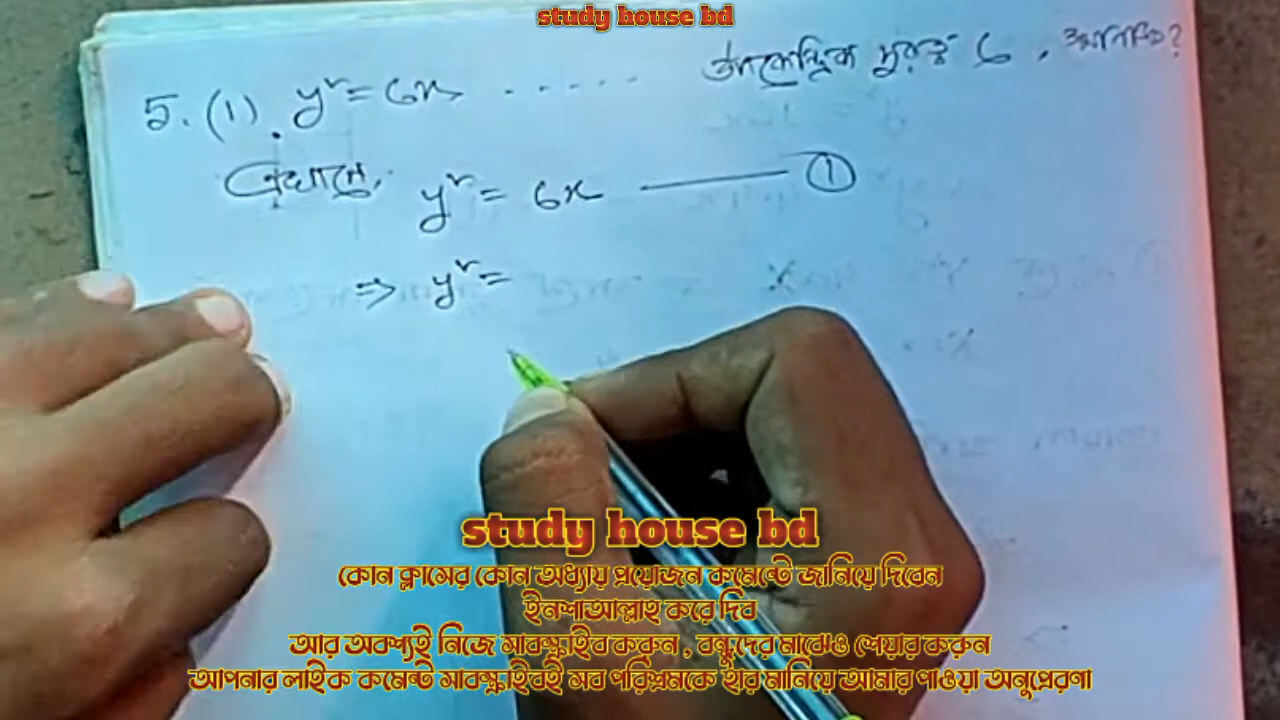 study house bd
5. (1) y² = 6x ..... উপকেন্দ্রিক দূরত্ব 6, স্থানাঙ্ক?
এখানে, y² = 6x ——— ①
⇒ y² =
study house bd
কোন ক্লাসের কোন অধ্যায় প্রয়োজন কমেন্টে জানিয়ে দিবেন
ইনশাআল্লাহ করে দিব
আর অবশ্যই নিজে সাবস্ক্রাইব করুন , বন্ধুদের মাঝেও শেয়ার করুন
আপনার লাইক কমেন্ট সাবস্ক্রাইবই সব পরিশ্রমকে হার মানিয়ে আমার পাওয়া অনুপ্রেরণা